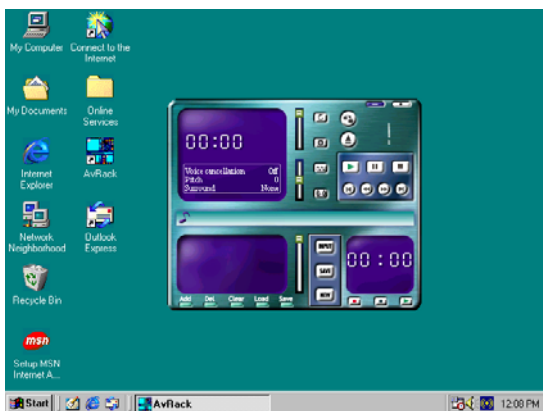 My Computer
Connect to the
Internet
My Documents
Online
Services
Internet
Explorer
AvRack
Network
Neighborhood
Outlook
Express
Recycle Bin
msn
Setup MSN
Internet A...
00:00
Voice cancellation Off
Pitch 0
Surround None
INPUT
SAVE
NEW
00:00
Add Del Clear Load Save
Start
AvRack
12:08 PM